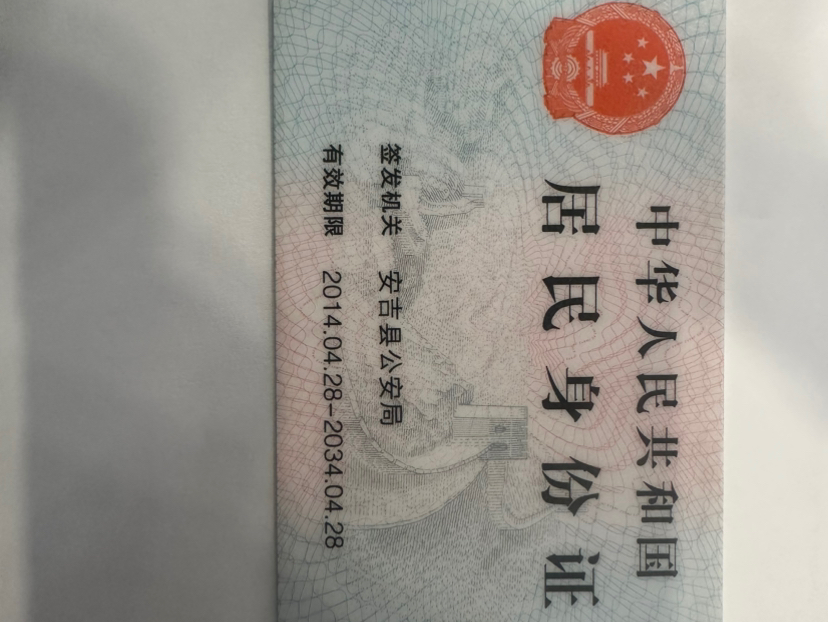 中华人民共和国
居民身份证
签发机关 安吉县公安局
有效期限 2014.04.28-2034.04.28